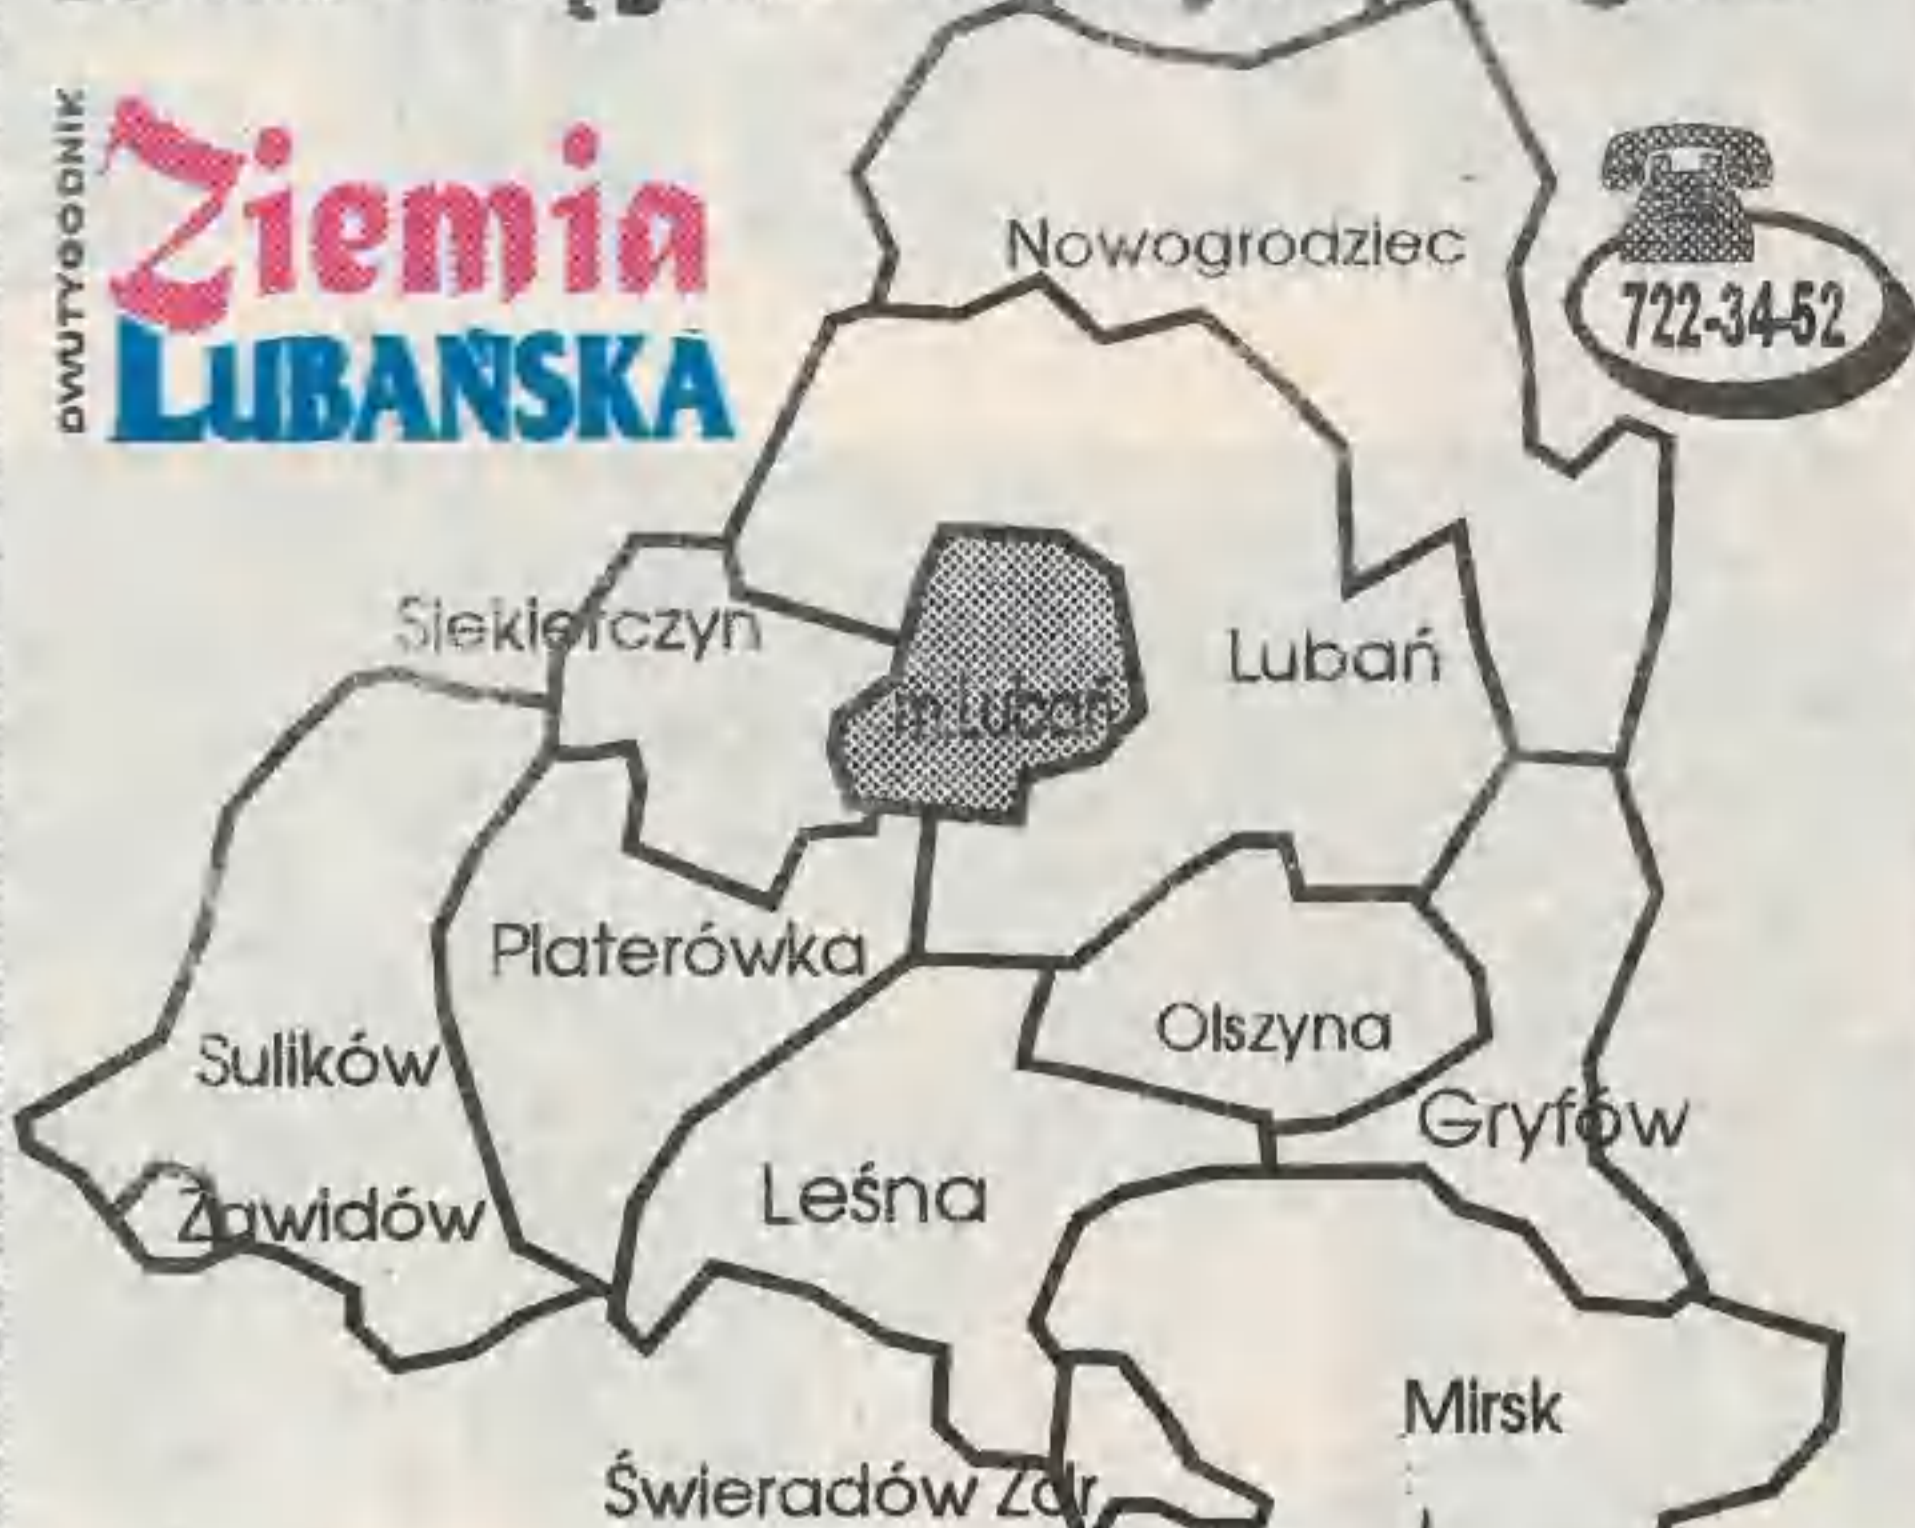 DWUTYGODNIK
Ziemia
LUBAŃSKA
722-34-52
Nowogrodziec
Siekierczyn
m.Lubań
Lubań
Platerówka
Olszyna
Sulików
Gryfów
Zawidów
Leśna
Mirsk
Świeradów Zdr.